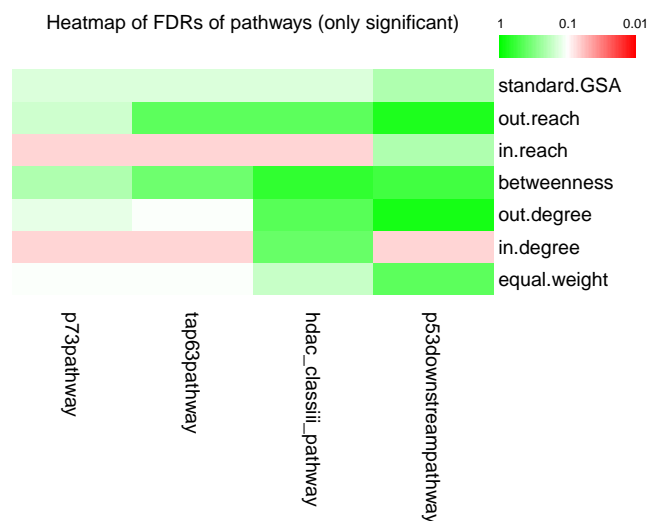 Heatmap of FDRs of pathways (only significant)
1 0.1 0.01
standard.GSA
out.reach
in.reach
betweenness
out.degree
in.degree
equal.weight
p73pathway
tap63pathway
hdac_classiii_pathway
p53downstreampathway